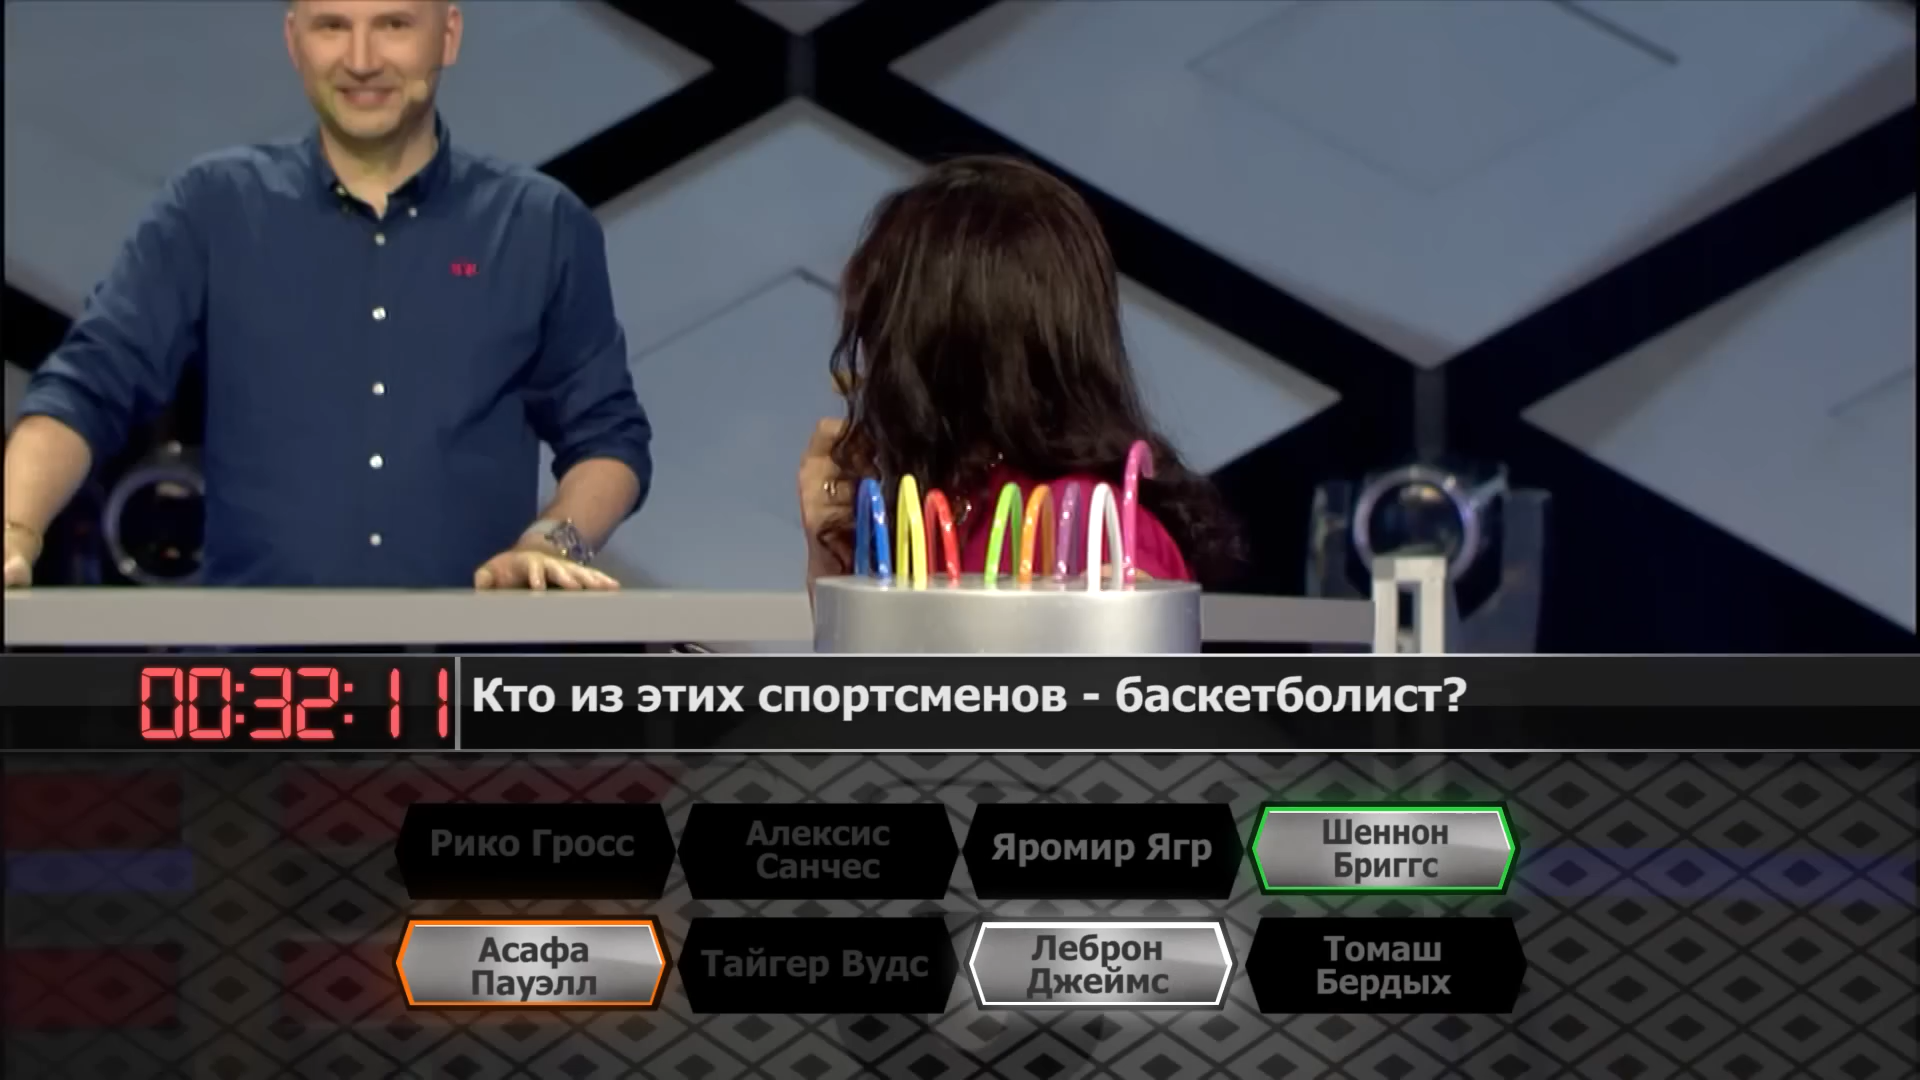 00:32:11
Кто из этих спортсменов - баскетболист?
Рико Гросс
Алексис
Санчес
Яромир Ягр
Шеннон
Бриггс
Асафа
Пауэлл
Тайгер Вудс
Леброн
Джеймс
Томаш
Бердых